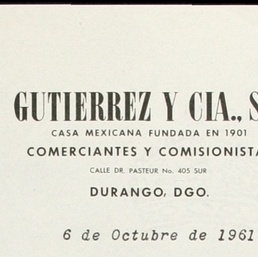 GUTIERREZ Y CIA., S
CASA MEXICANA FUNDADA EN 1901
COMERCIANTES Y COMISIONISTA
CALLE DR. PASTEUR No. 405 SUR
DURANGO, DGO.
6 de Octubre de 1961